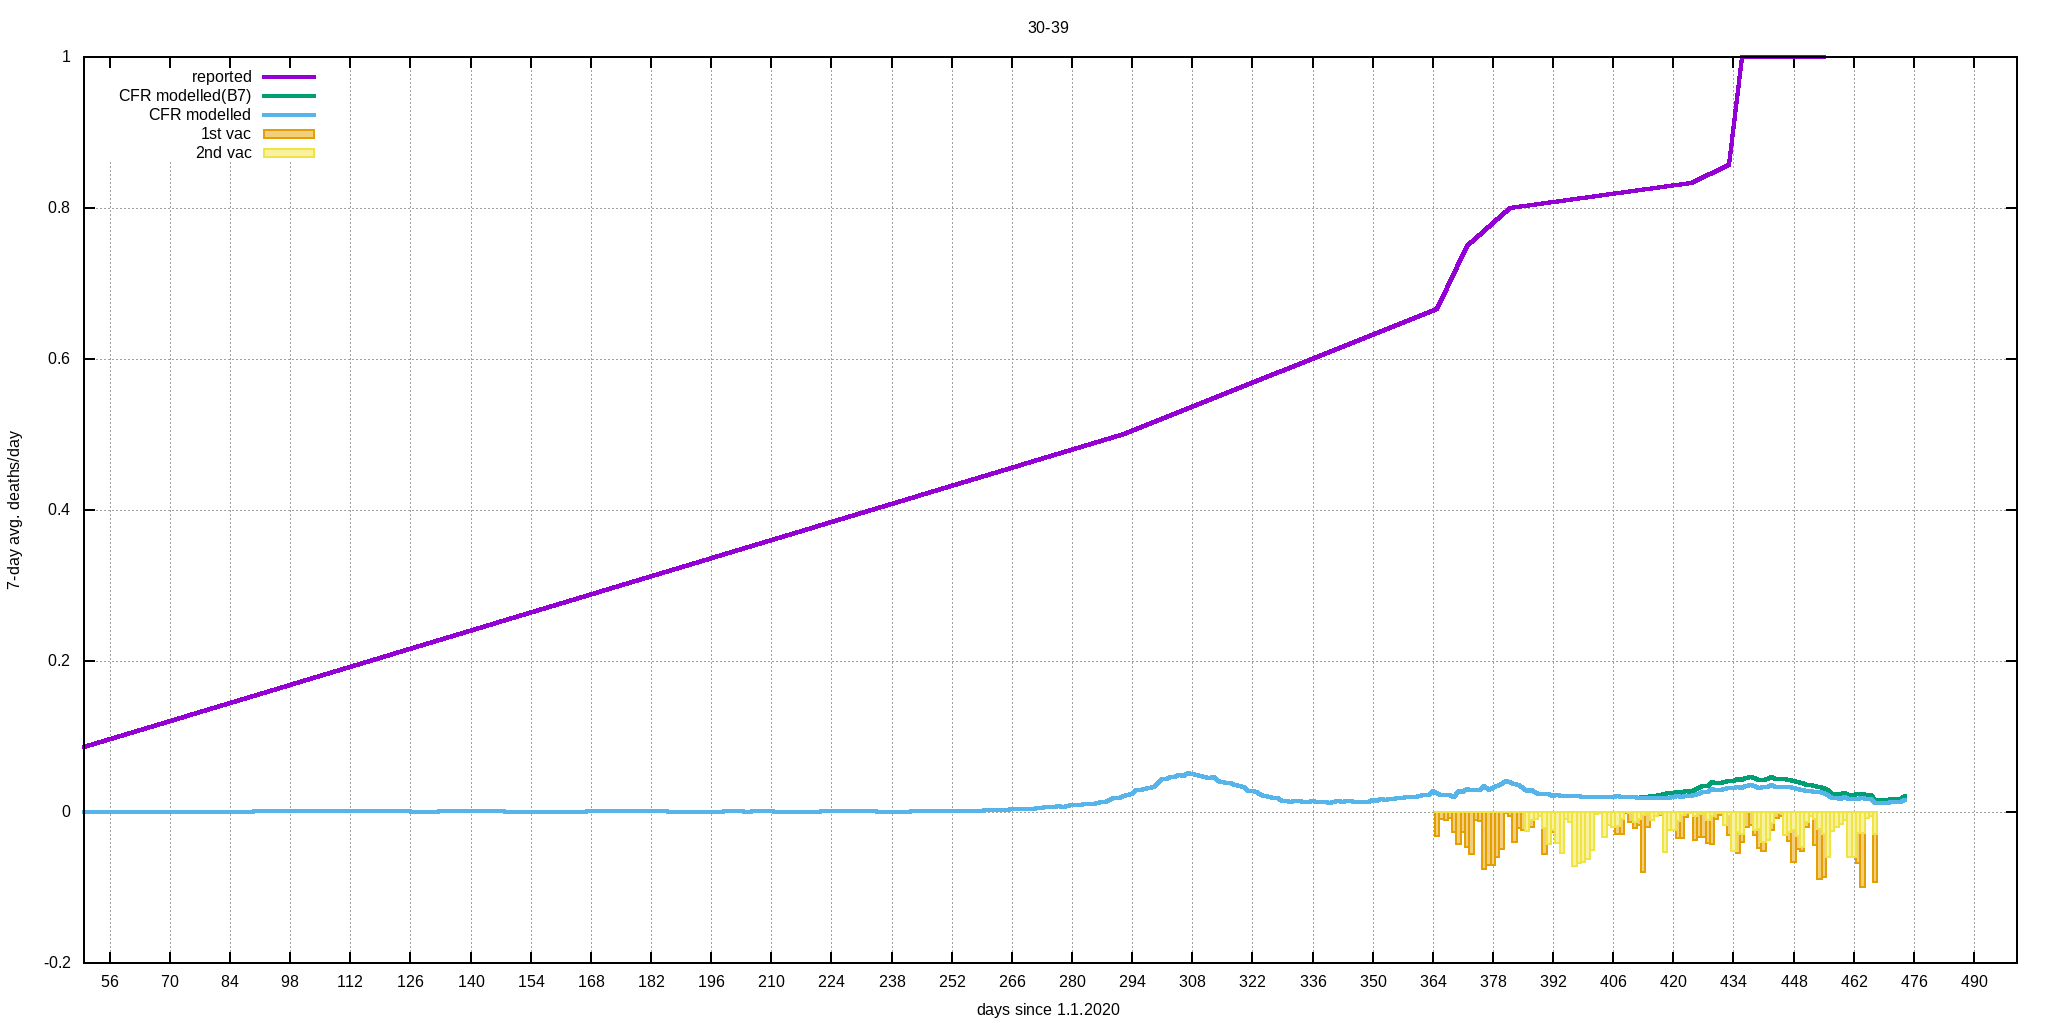 30-39
reported
CFR modelled(B7)
CFR modelled
1st vac
2nd vac
1
0.8
0.6
0.4
0.2
0
-0.2
7-day avg. deaths/day
56 70 84 98 112 126 140 154 168 182 196 210 224 238 252 266 280 294 308 322 336 350 364 378 392 406 420 434 448 462 476 490
days since 1.1.2020